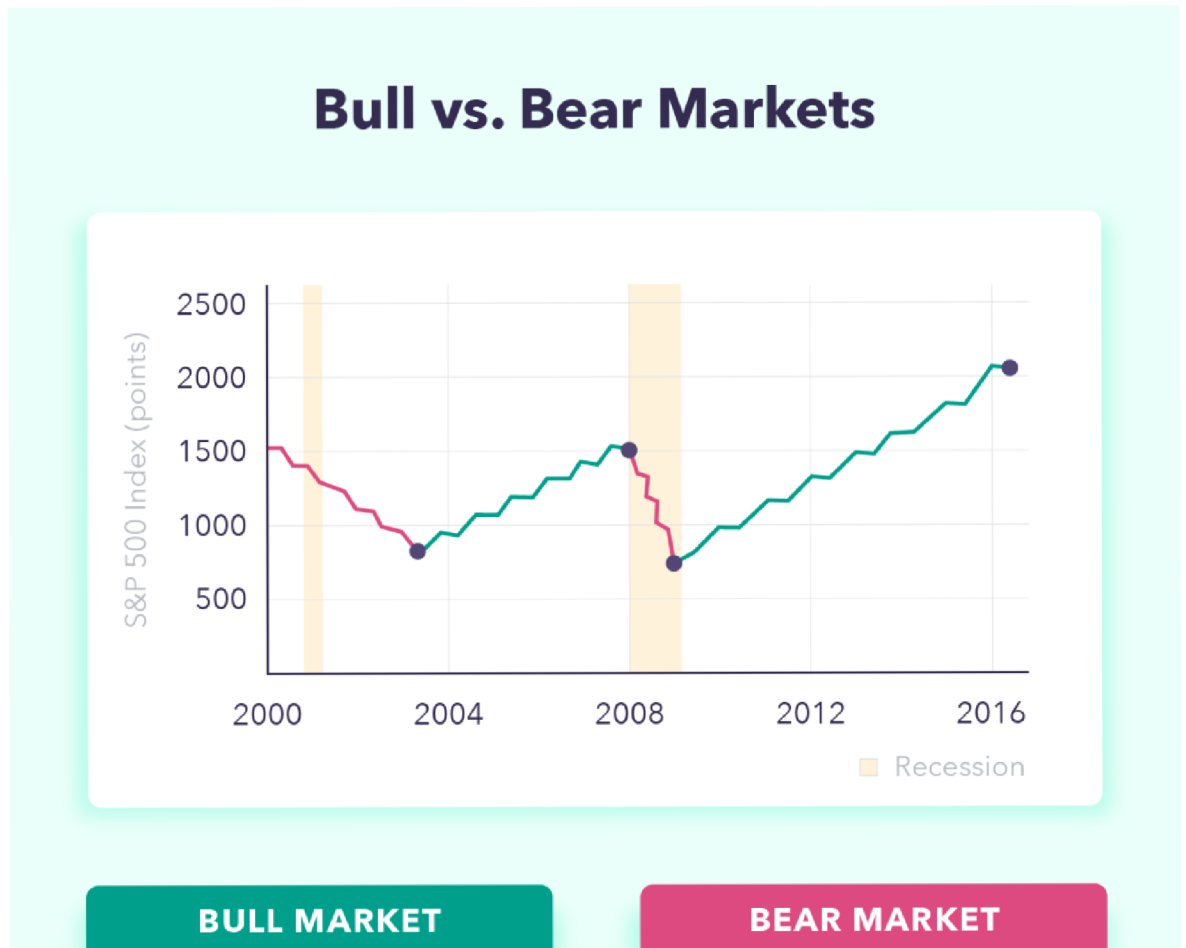 Bull vs. Bear Markets
S&P 500 Index (points)
2500
2000
1500
1000
500
2000 2004 2008 2012 2016
Recession
BULL MARKET
BEAR MARKET